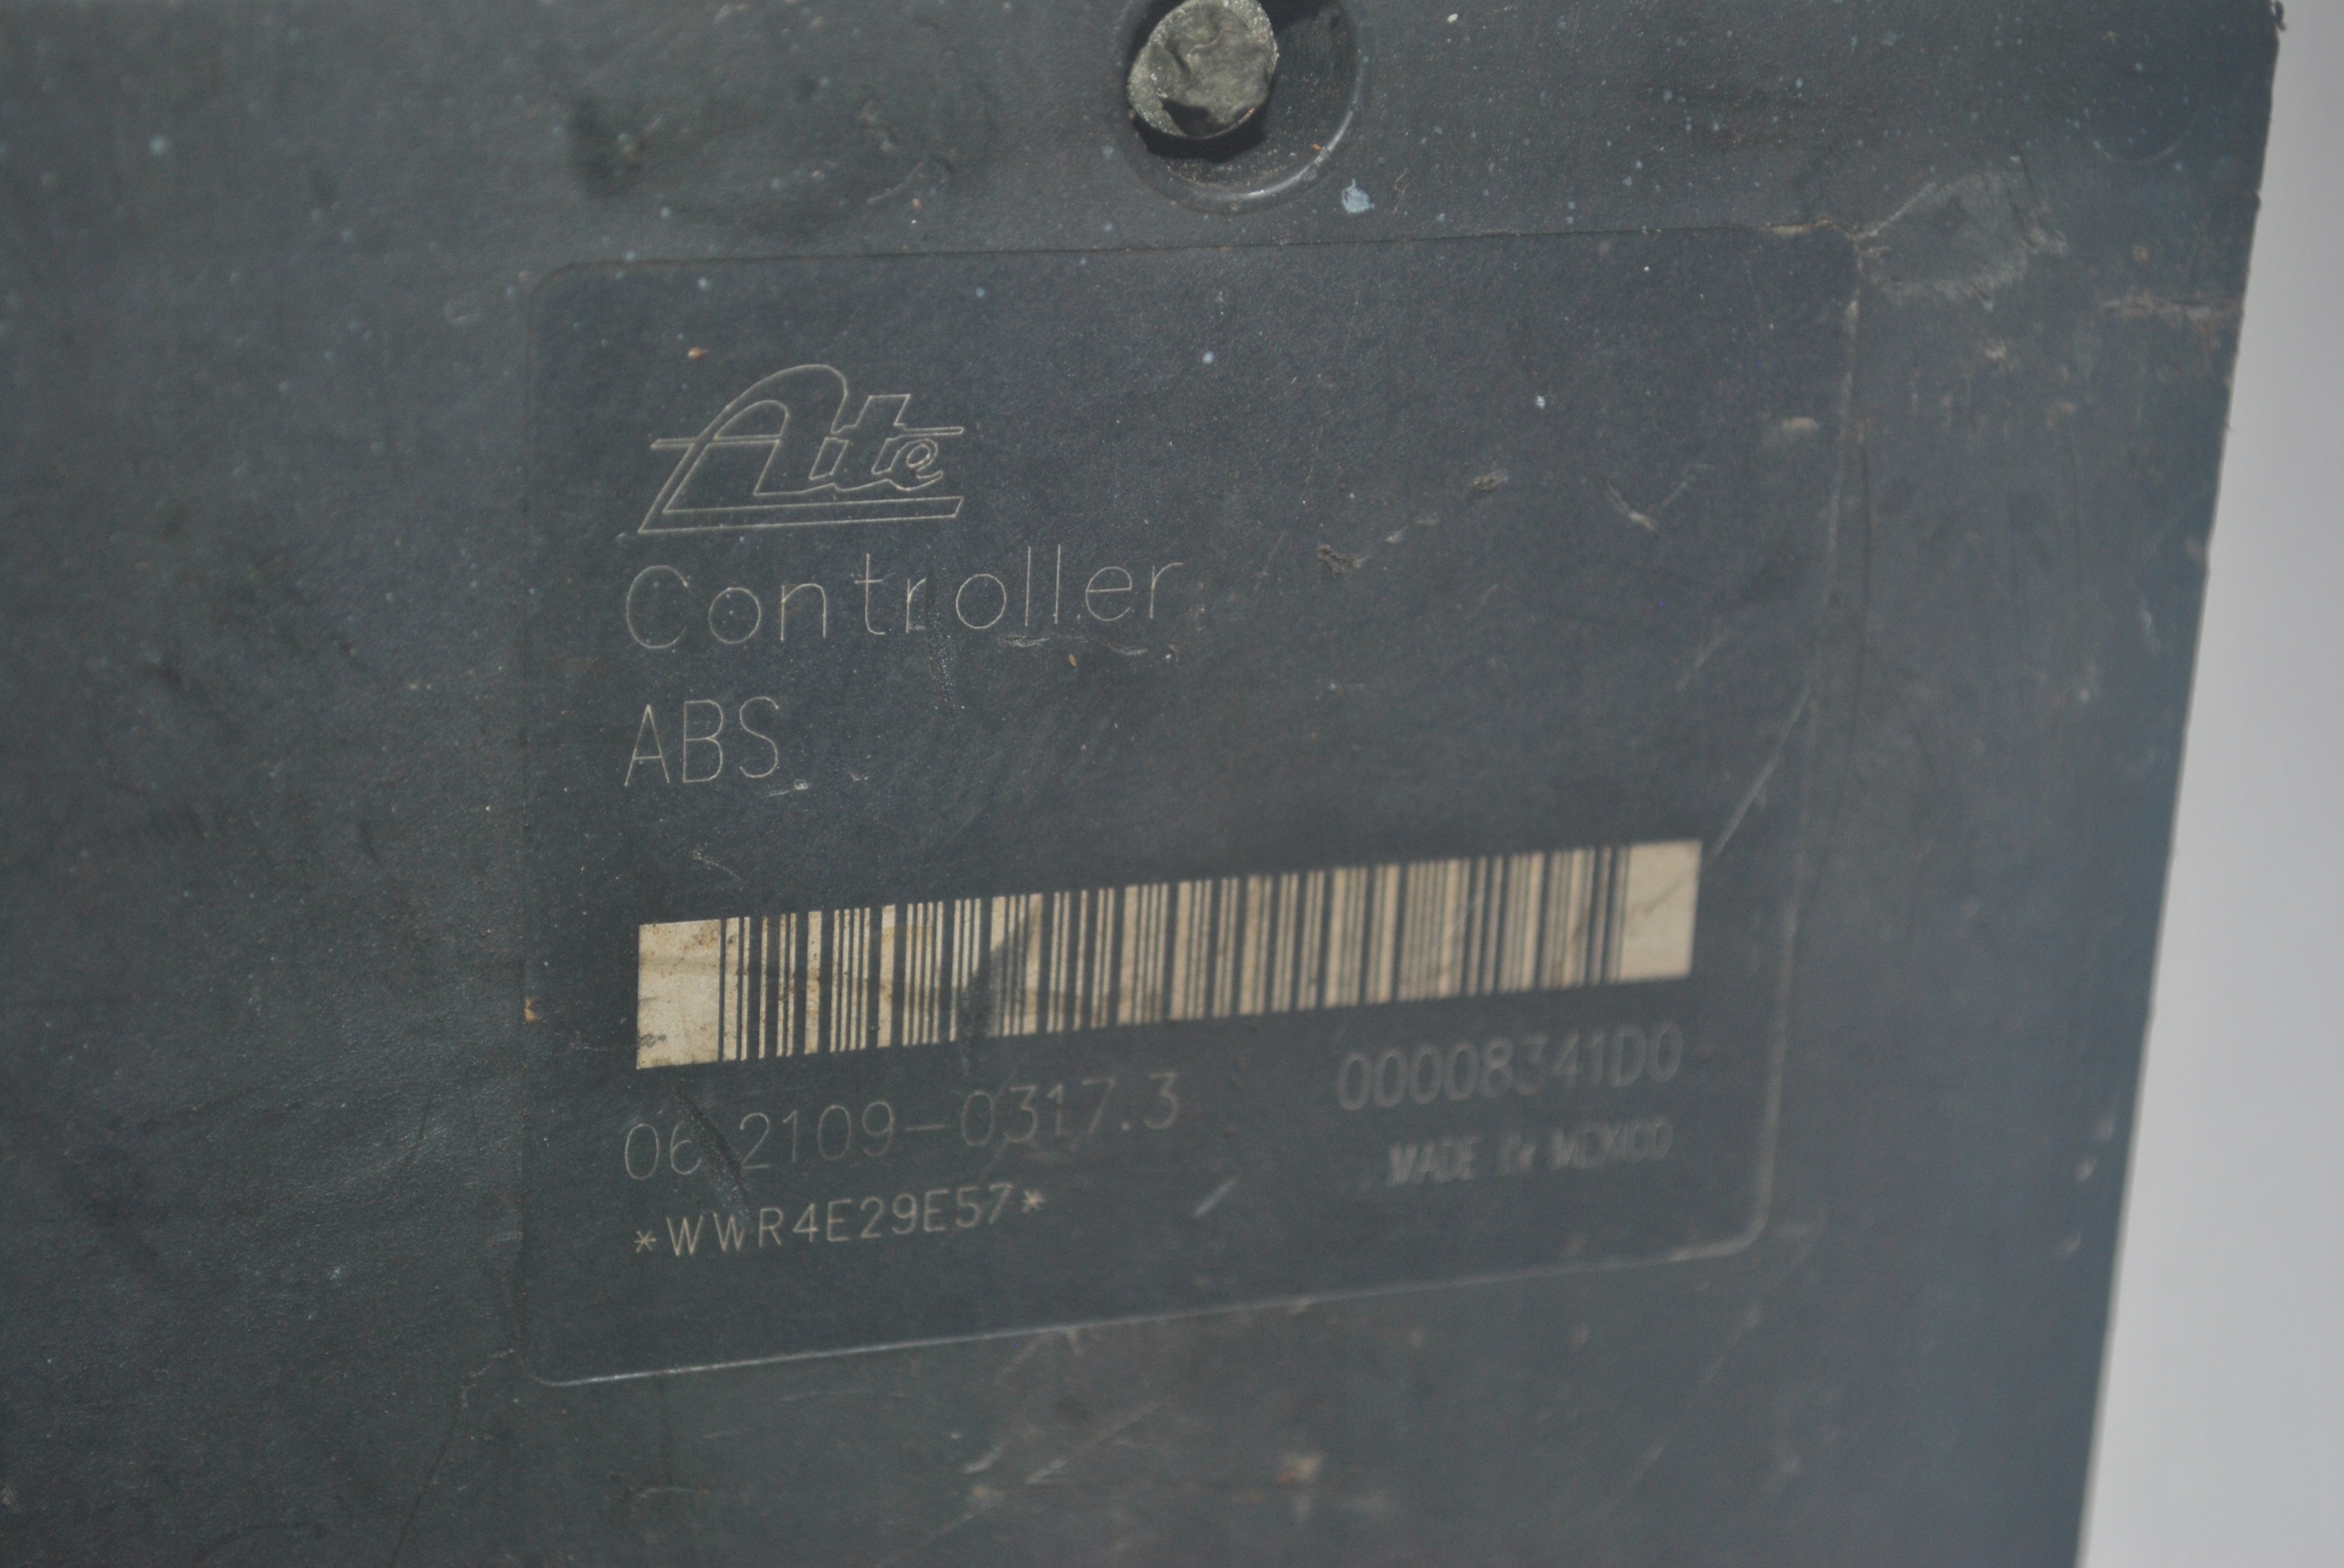 Ate
Controller
ABS
06.2109-0317.3 00008341D0
MADE IN MEXICO
*WWR4E29E57*